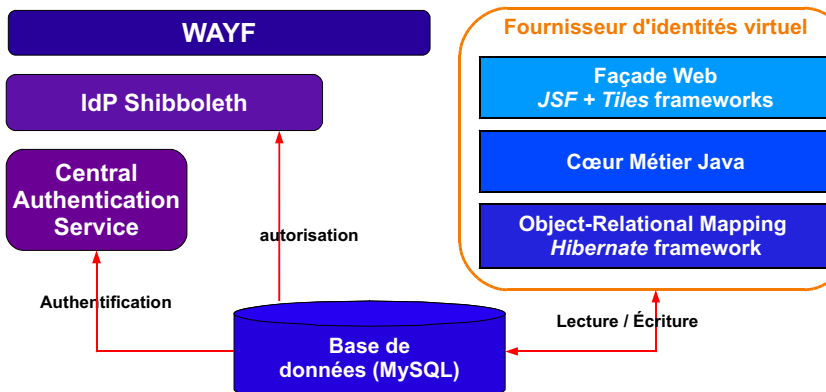 WAYF
IdP Shibboleth
Central
Authentication
Service
autorisation
Authentification
Base de
données (MySQL)
Lecture / Écriture
Fournisseur d'identités virtuel
Façade Web
JSF + Tiles frameworks
Cœur Métier Java
Object-Relational Mapping
Hibernate framework